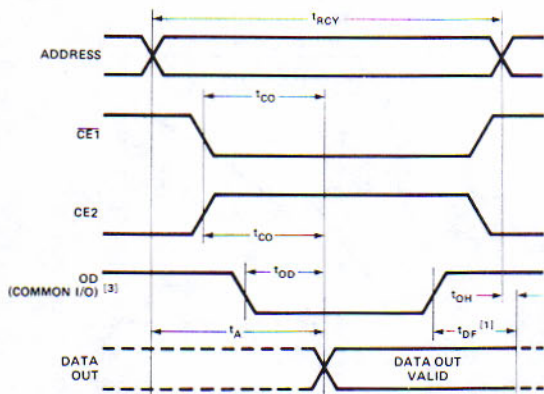 tRCY
ADDRESS
tCO
CE1
CE2
tCO
OD
(COMMON I/O) [3]
tOD
tOH
tA
tDF [1]
DATA
OUT
DATA OUT
VALID